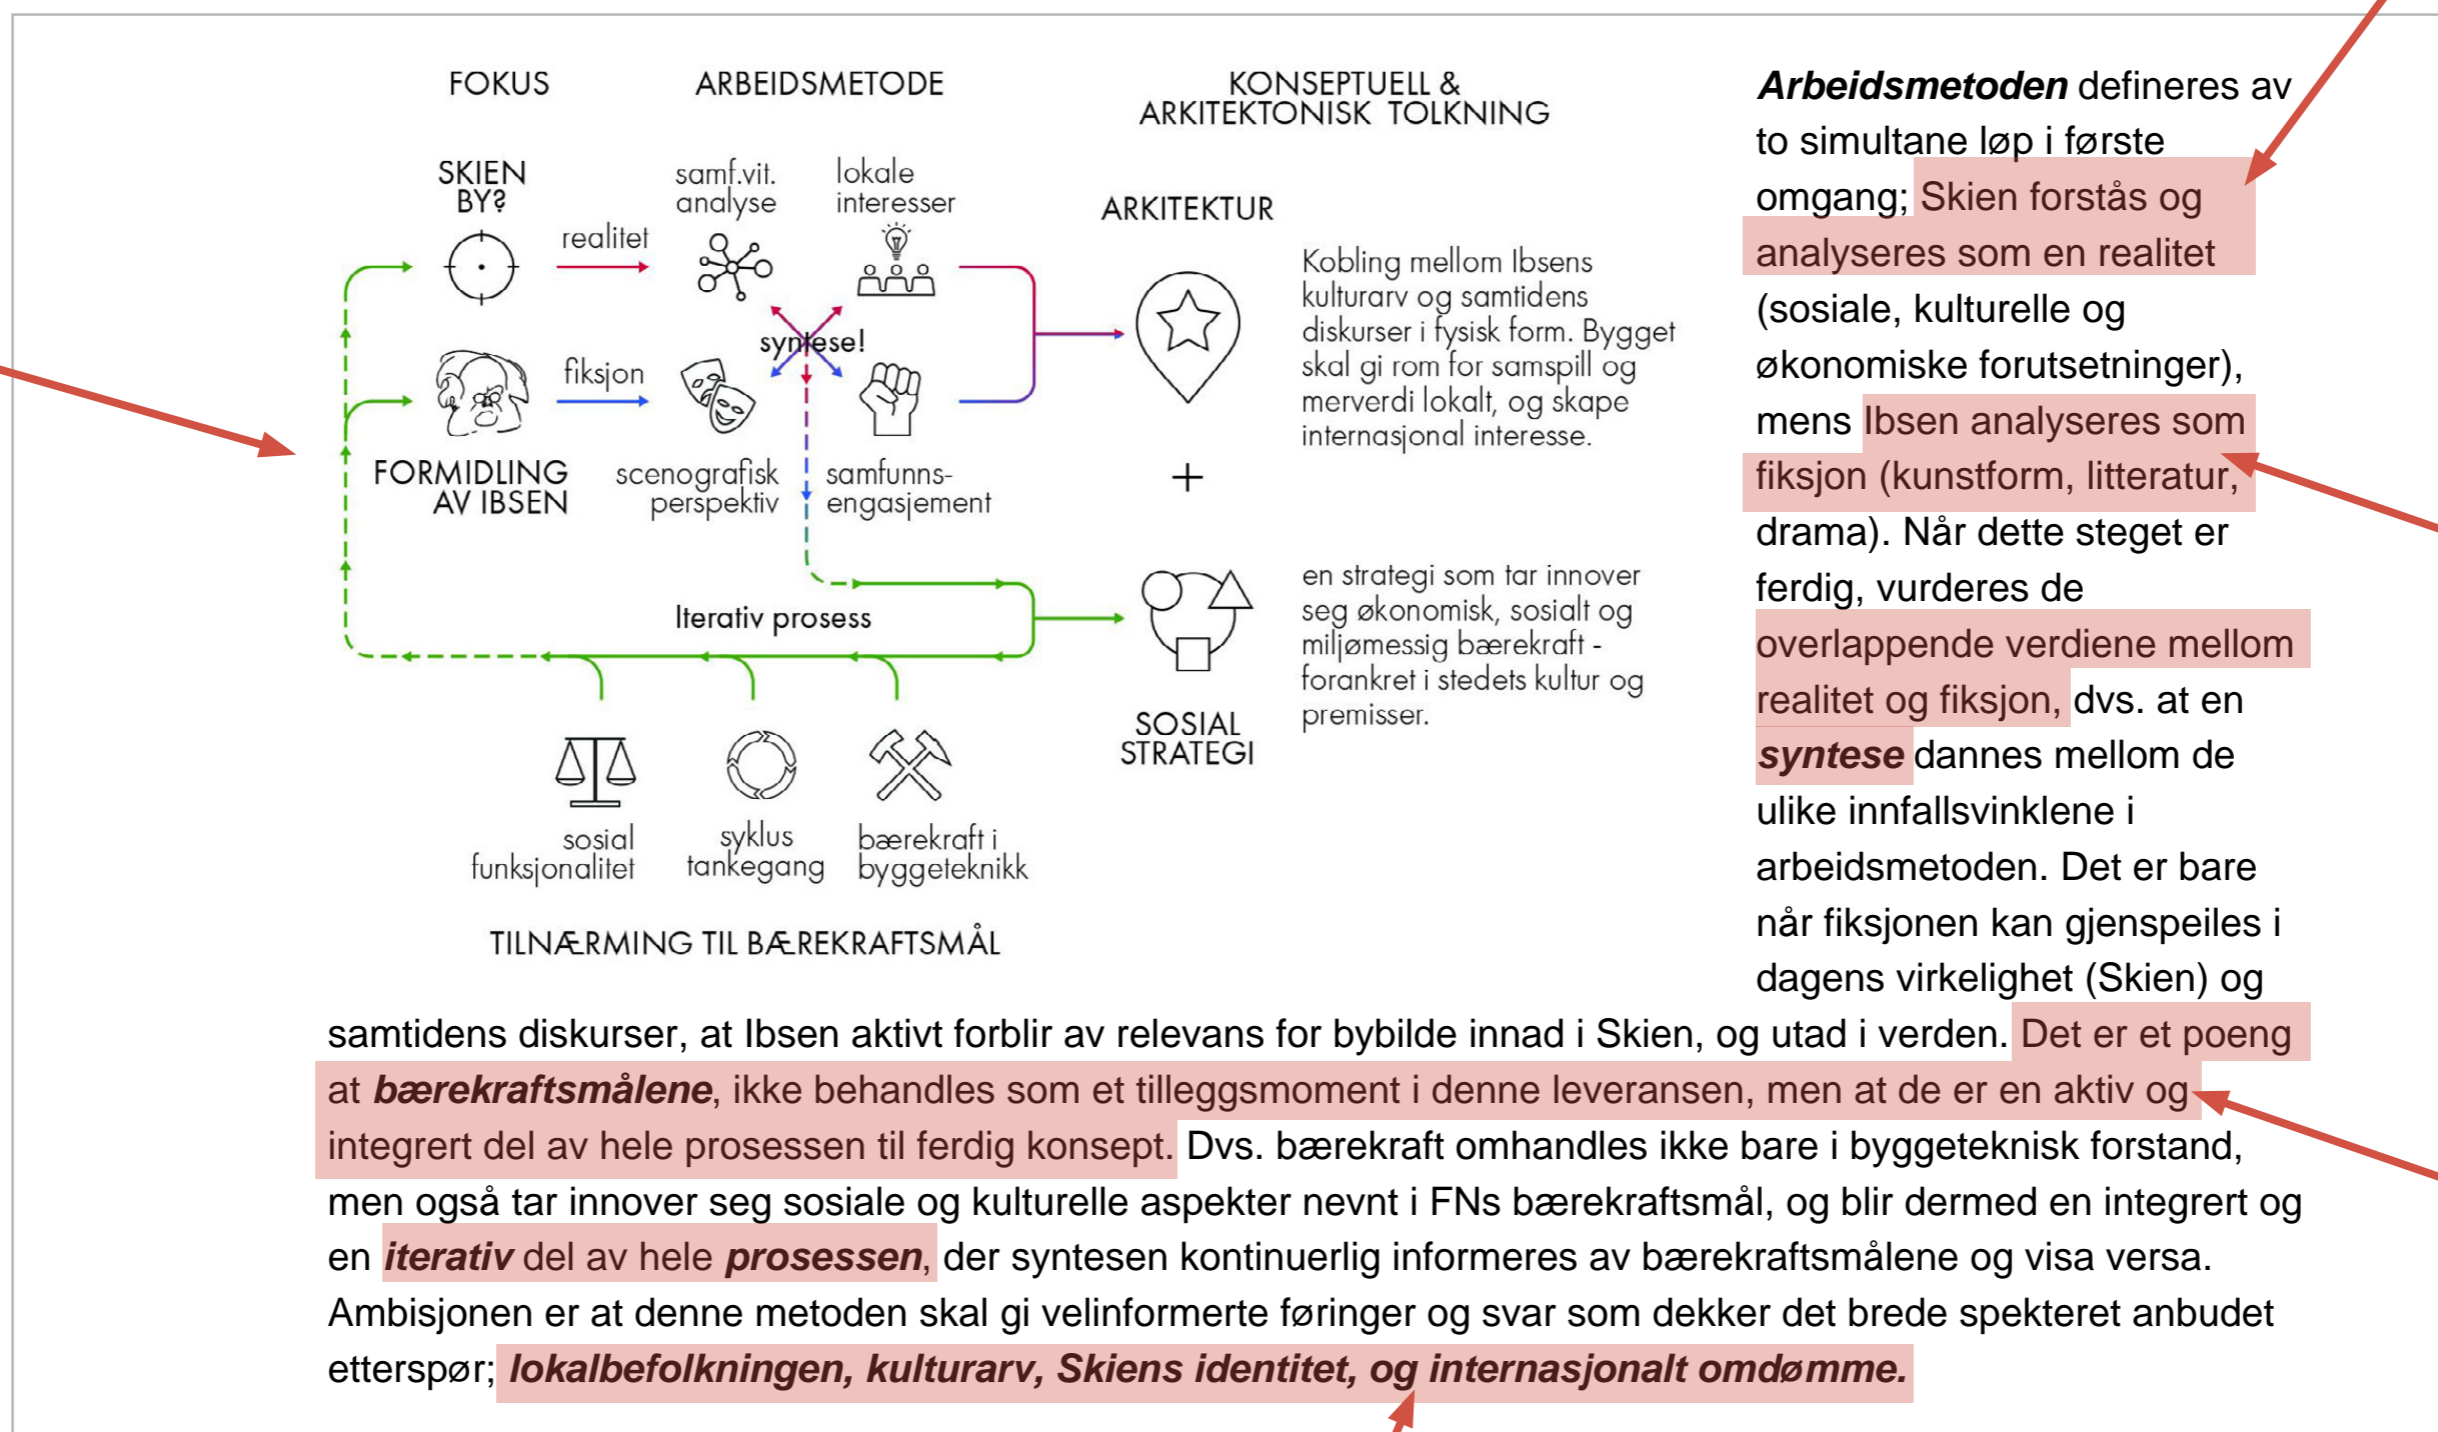 FOKUS
ARBEIDSMETODE
KONSEPTUELL &
ARKITEKTONISK TOLKNING
SKIEN
BY?
realitet
samf.vit.
analyse
lokale
interesser
syntese!
FORMIDLING
AV IBSEN
fiksjon
scenografisk
perspektiv
samfunns-
engasjement
ARKITEKTUR
Kobling mellom Ibsens
kulturarv og samtidens
diskurser i fysisk form. Bygget
skal gi rom for samspill og
merverdi lokalt, og skape
internasjonal interesse.
+
Iterativ prosess
SOSIAL
STRATEGI
en strategi som tar innover
seg økonomisk, sosialt og
miljømessig bærekraft -
forankret i stedets kultur og
premisser.
sosial
funksjonalitet
syklus
tankegang
bærekraft i
byggeteknikk
TILNÆRMING TIL BÆREKRAFTSMÅL
Arbeidsmetoden defineres av
to simultane løp i første
omgang; Skien forstås og
analyseres som en realitet
(sosiale, kulturelle og
økonomiske forutsetninger),
mens Ibsen analyseres som
fiksjon (kunstform, litteratur,
drama). Når dette steget er
ferdig, vurderes de
overlappende verdiene mellom
realitet og fiksjon, dvs. at en
syntese dannes mellom de
ulike innfallsvinklene i
arbeidsmetoden. Det er bare
når fiksjonen kan gjenspeiles i
dagens virkelighet (Skien) og
samtidens diskurser, at Ibsen aktivt forblir av relevans for bybilde innad i Skien, og utad i verden. Det er et poeng
at bærekraftsmålene, ikke behandles som et tilleggsmoment i denne leveransen, men at de er en aktiv og
integrert del av hele prosessen til ferdig konsept. Dvs. bærekraft omhandles ikke bare i byggeteknisk forstand,
men også tar innover seg sosiale og kulturelle aspekter nevnt i FNs bærekraftsmål, og blir dermed en integrert og
en iterativ del av hele prosessen, der syntesen kontinuerlig informeres av bærekraftsmålene og visa versa.
Ambisjonen er at denne metoden skal gi velinformerte føringer og svar som dekker det brede spekteret anbudet
etterspør; lokalbefolkningen, kulturarv, Skiens identitet, og internasjonalt omdømme.